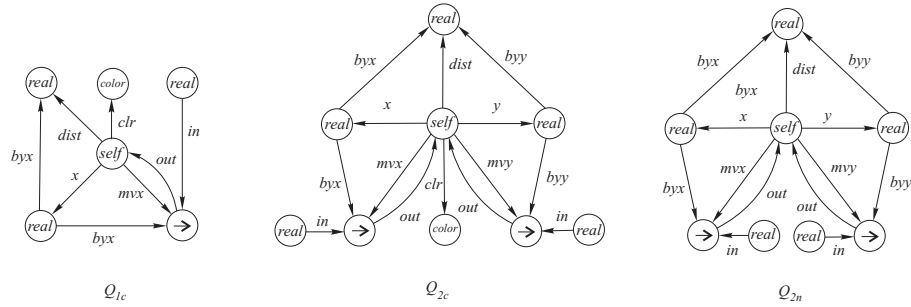 real
real
byx
byy
dist
real
color
real
byx
byx
byy
dist
clr
dist
in
x
y
byx
x
y
byx
self
out
real
self
real
real
self
real
x
mvx
byx
mvx
clr
mvy
byy
byx
mvx
mvy
byy
out
out
out
out
real
byx
→
real
in
→
color
→
in
real
→
real
in
real
in
→
Q1c
Q2c
Q2n